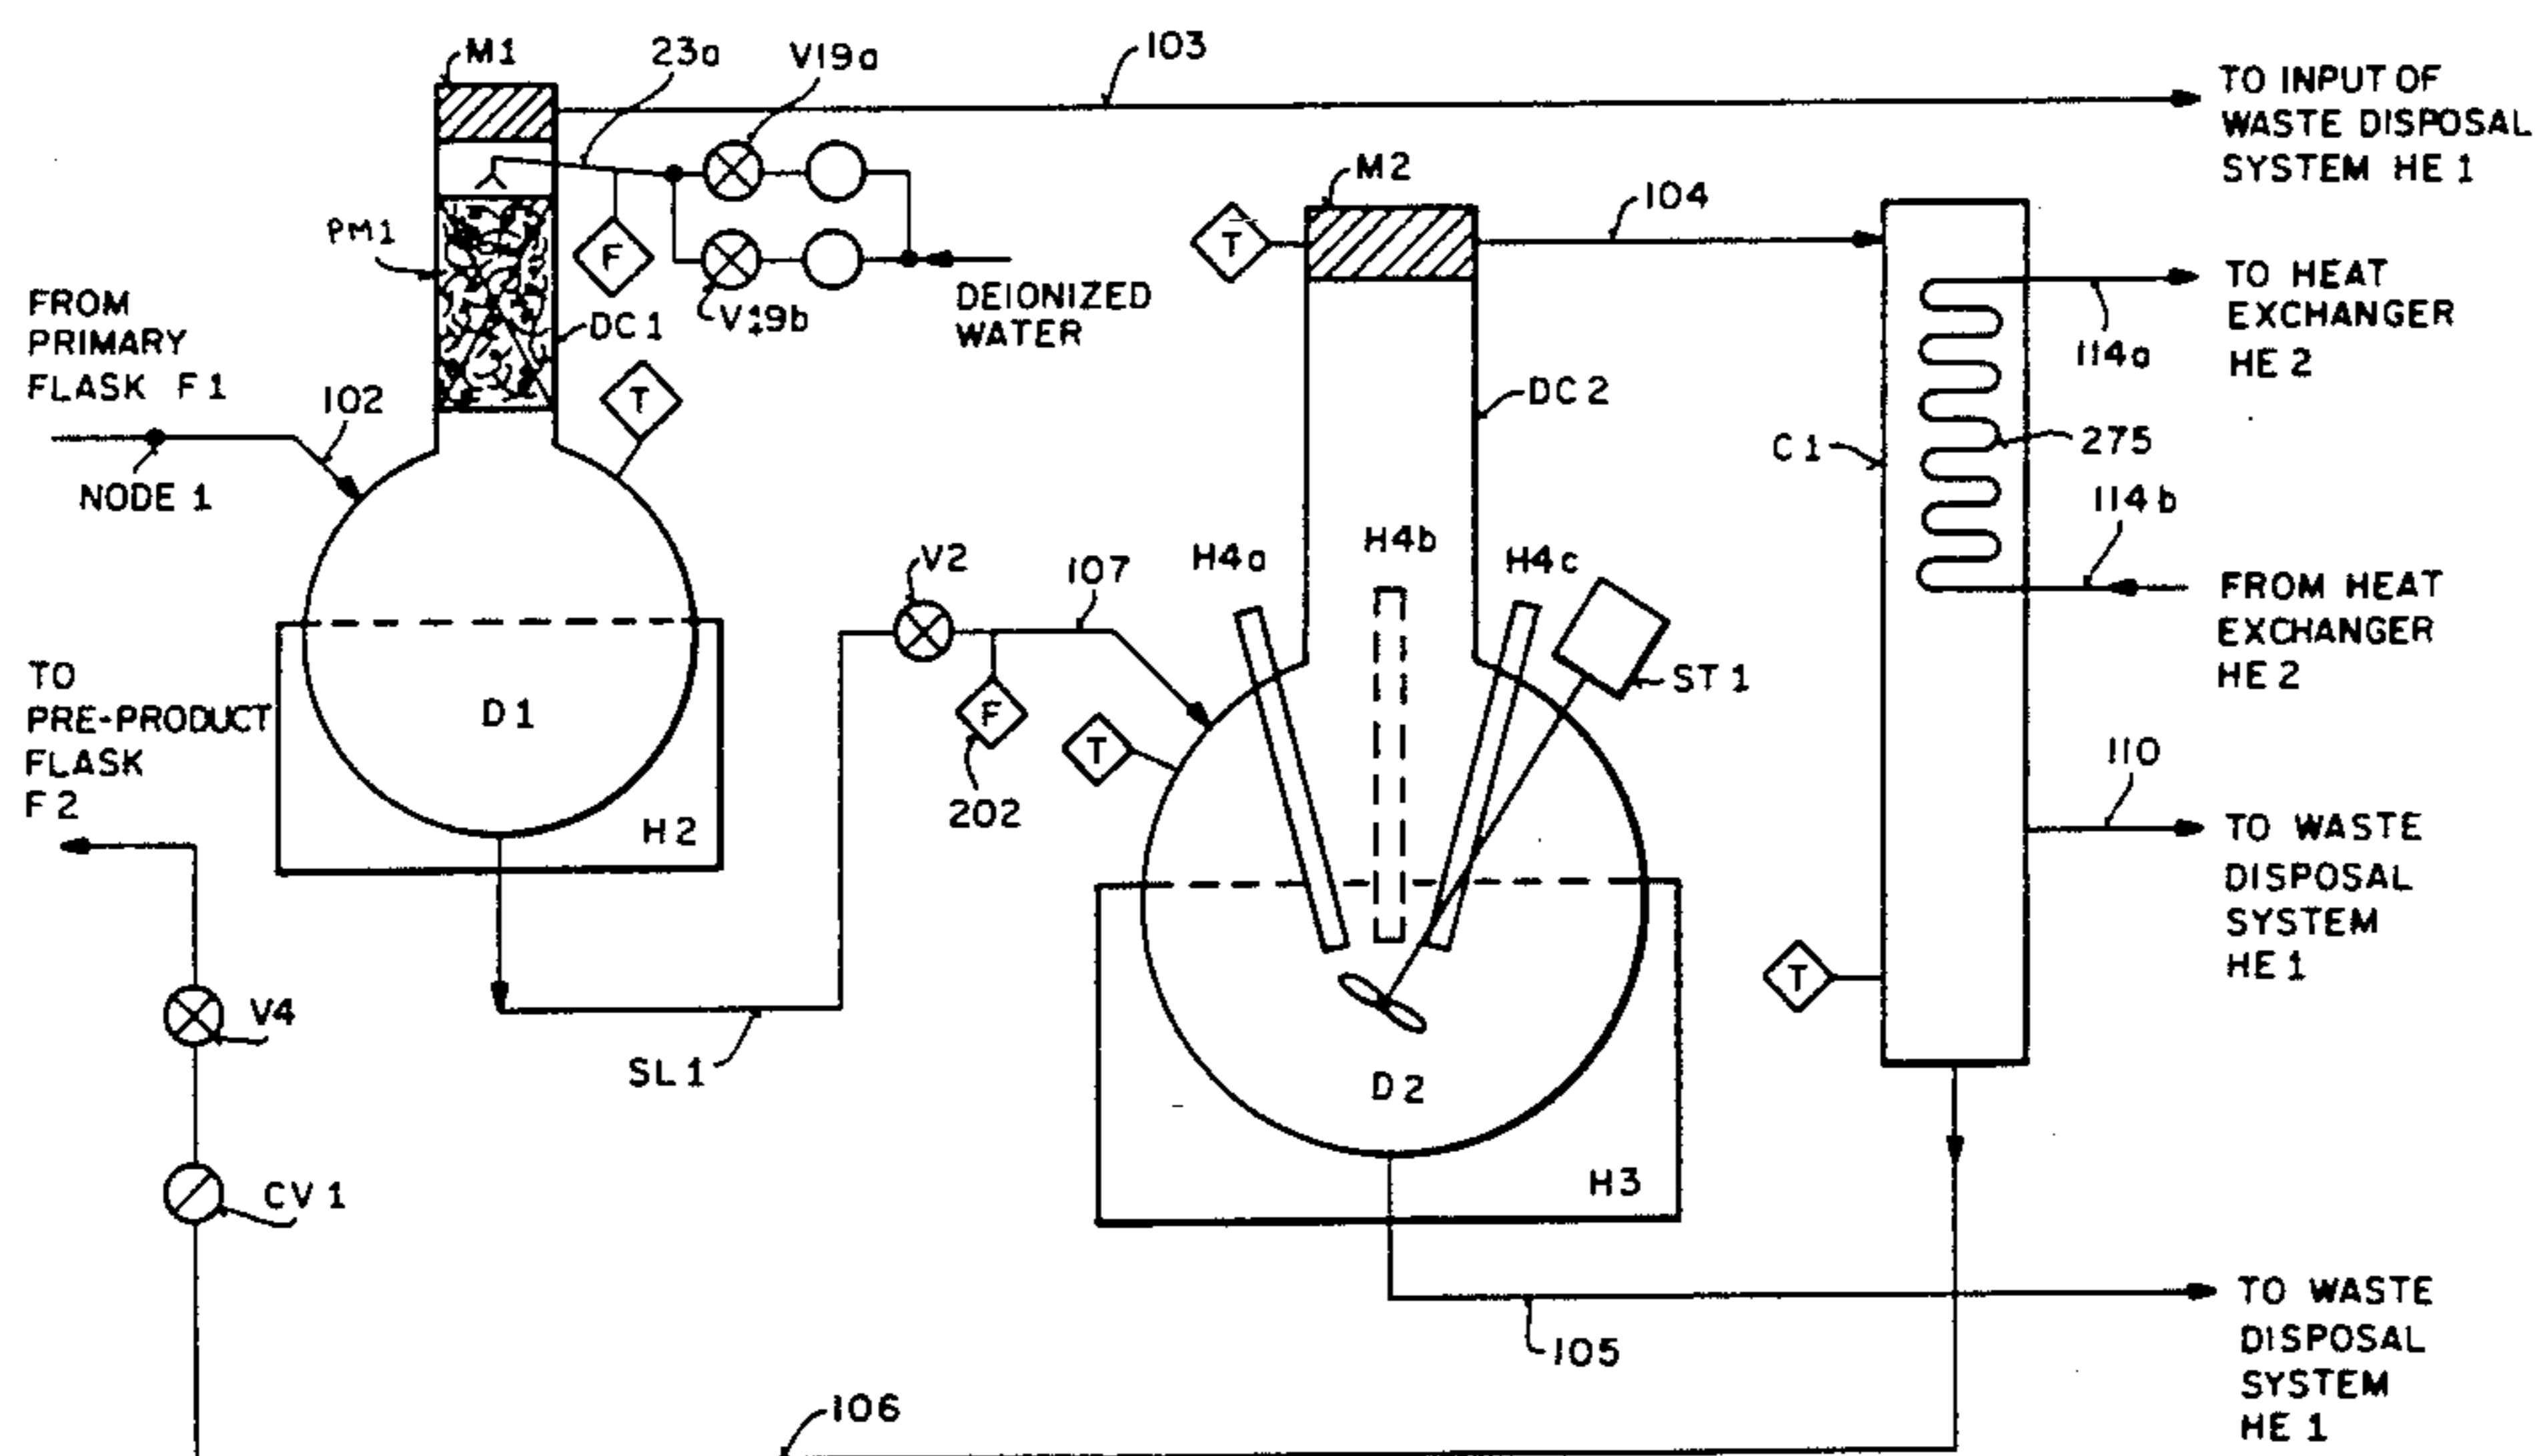 M1
23a
V19a
103
TO INPUT OF
WASTE DISPOSAL
SYSTEM HE 1
M2
104
PM1
F
T
DEIONIZED
WATER
V19b
DC 1
TO HEAT
EXCHANGER
HE 2
114a
FROM
PRIMARY
FLASK F1
102
T
NODE 1
DC 2
C 1
275
114b
H4a
H4b
H4c
V2
107
FROM HEAT
EXCHANGER
HE 2
ST 1
TO
PRE-PRODUCT
FLASK
F 2
D 1
F
T
202
110
H 2
TO WASTE
DISPOSAL
SYSTEM
HE 1
T
V4
SL 1
D 2
CV 1
H3
105
TO WASTE
DISPOSAL
SYSTEM
HE 1
106